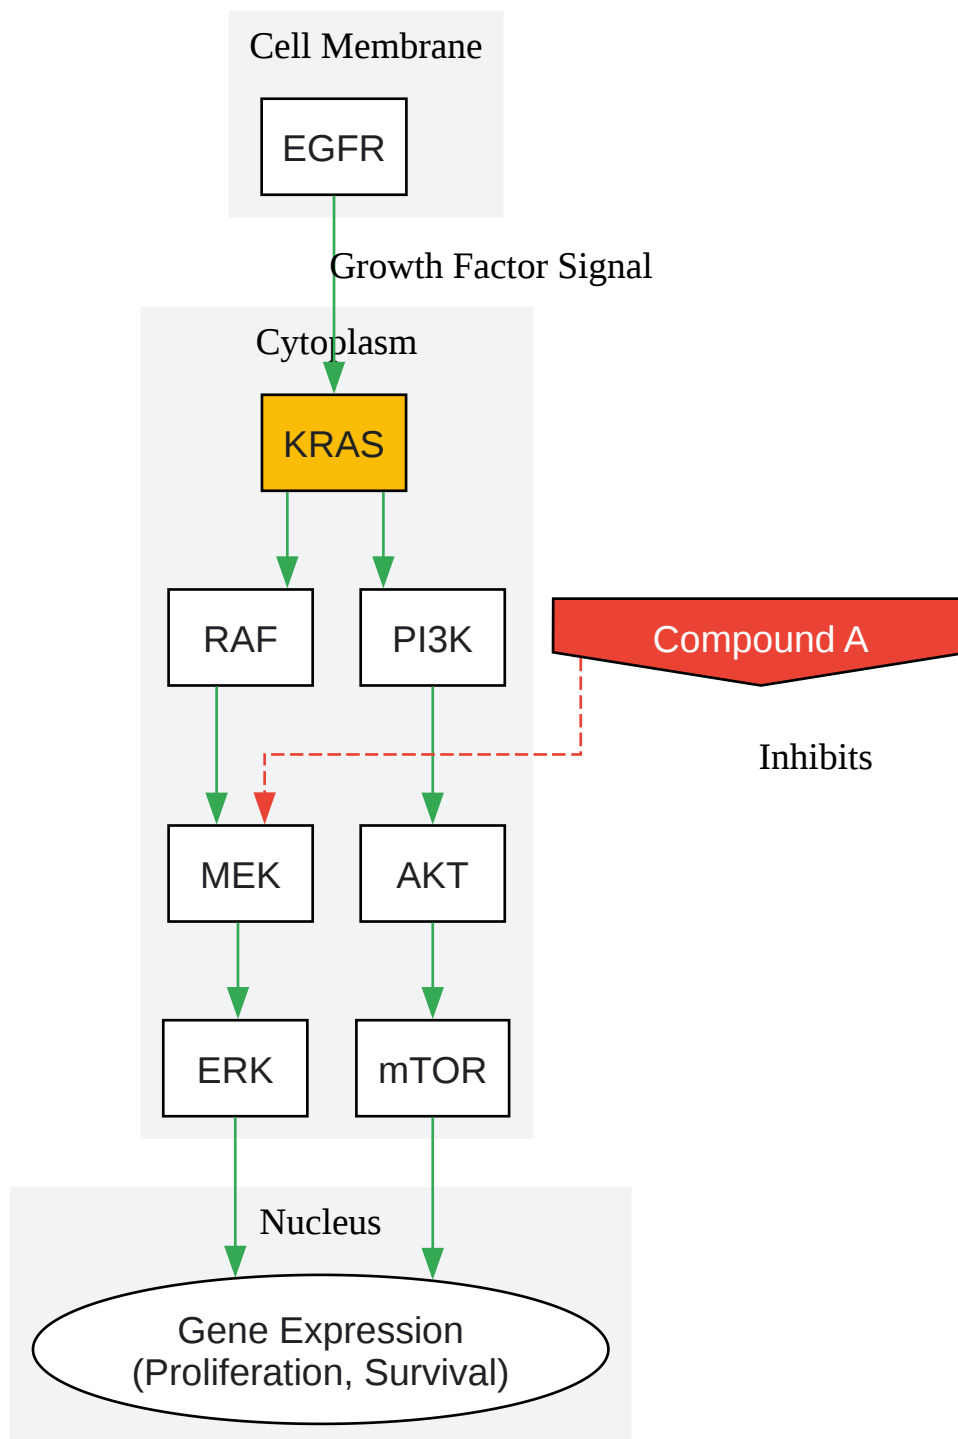 Cell Membrane
EGFR
Growth Factor Signal
Cytoplasm
KRAS
RAF
PI3K
Compound A
Inhibits
MEK
AKT
ERK
mTOR
Nucleus
Gene Expression
(Proliferation, Survival)